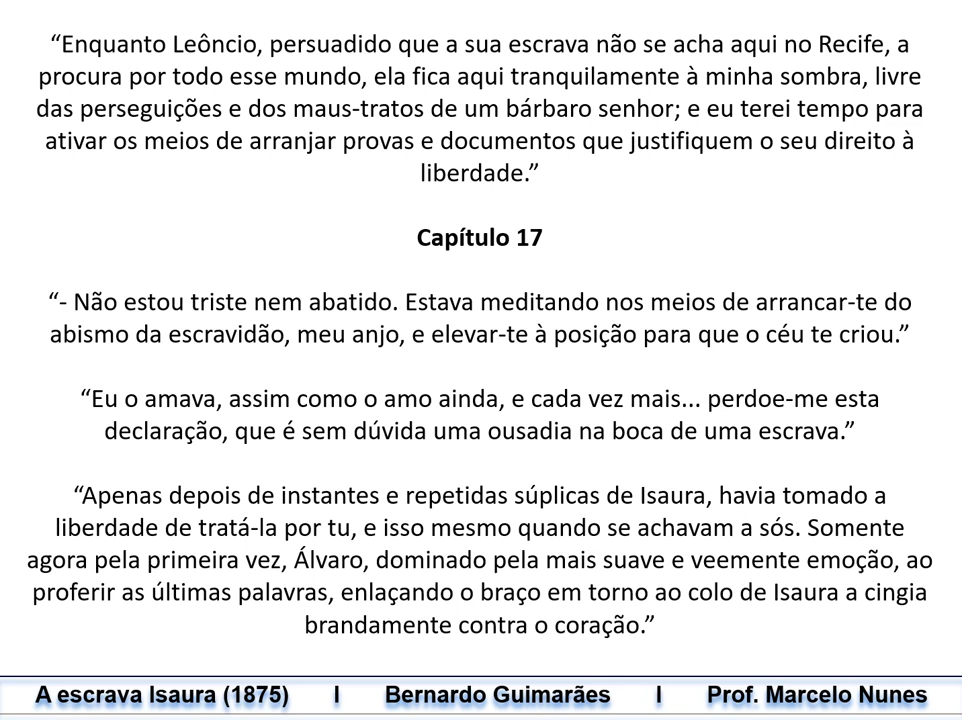 “Enquanto Leôncio, persuadido que a sua escrava não se acha aqui no Recife, a
procura por todo esse mundo, ela fica aqui tranquilamente à minha sombra, livre
das perseguições e dos maus-tratos de um bárbaro senhor; e eu terei tempo para
ativar os meios de arranjar provas e documentos que justifiquem o seu direito à
liberdade.”
Capítulo 17
“- Não estou triste nem abatido. Estava meditando nos meios de arrancar-te do
abismo da escravidão, meu anjo, e elevar-te à posição para que o céu te criou.”
“Eu o amava, assim como o amo ainda, e cada vez mais... perdoe-me esta
declaração, que é sem dúvida uma ousadia na boca de uma escrava.”
“Apenas depois de instantes e repetidas súplicas de Isaura, havia tomado a
liberdade de tratá-la por tu, e isso mesmo quando se achavam a sós. Somente
agora pela primeira vez, Álvaro, dominado pela mais suave e veemente emoção, ao
proferir as últimas palavras, enlaçando o braço em torno ao colo de Isaura a cingia
brandamente contra o coração.”
A escrava Isaura (1875) I Bernardo Guimarães I Prof. Marcelo Nunes